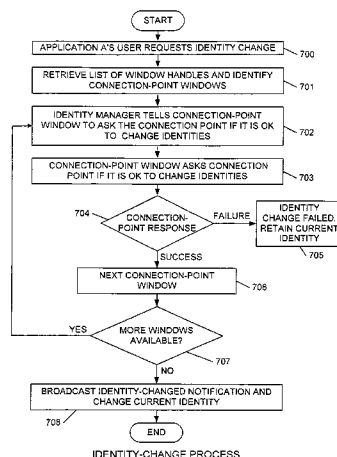 START
APPLICATION A'S USER REQUESTS IDENTITY CHANGE
700
RETRIEVE LIST OF WINDOW HANDLES AND IDENTIFY
CONNECTION-POINT WINDOWS
701
IDENTITY MANAGER TELLS CONNECTION-POINT
WINDOW TO ASK THE CONNECTION POINT IF IT IS OK
TO CHANGE IDENTITIES
702
CONNECTION-POINT WINDOW ASKS CONNECTION
POINT IF IT IS OK TO CHANGE IDENTITIES
703
704
CONNECTION-
POINT RESPONSE
FAILURE
IDENTITY
CHANGE FAILED.
RETAIN CURRENT
IDENTITY
705
SUCCESS
NEXT CONNECTION-POINT
WINDOW
706
YES
MORE WINDOWS
AVAILABLE?
707
NO
BROADCAST IDENTITY-CHANGED NOTIFICATION AND
CHANGE CURRENT IDENTITY
708
END
IDENTITY-CHANGE PROCESS